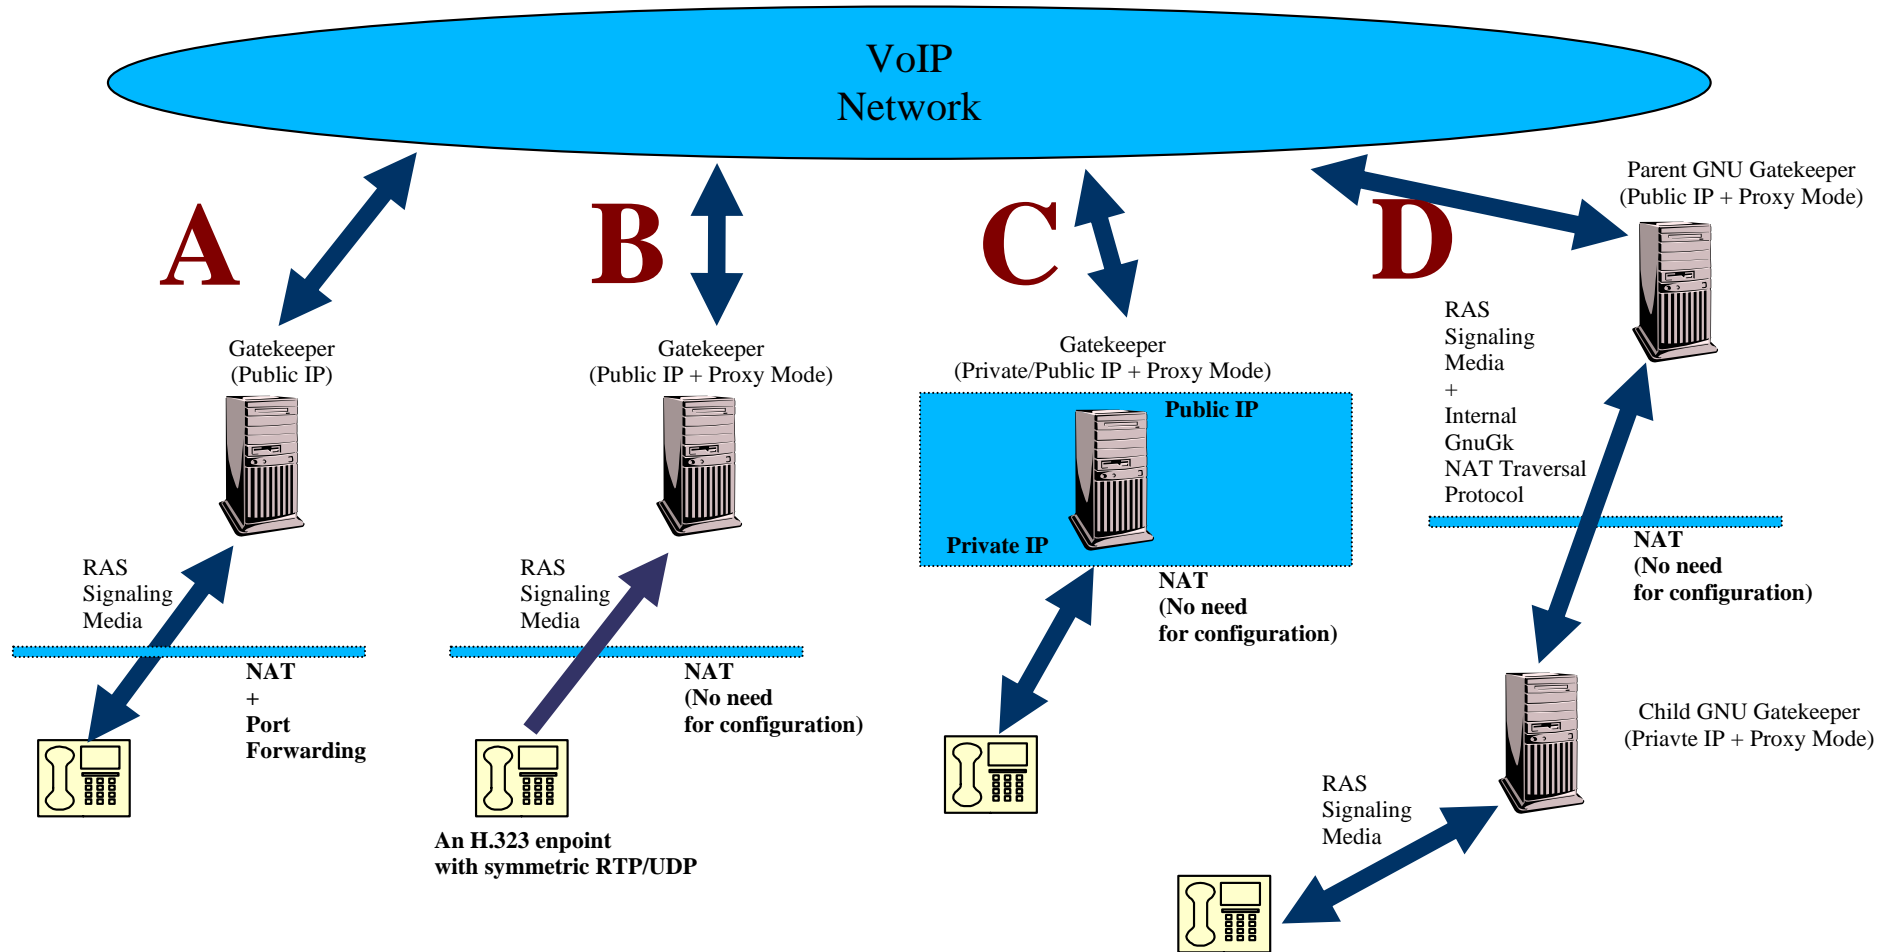 VoIP
Network
A
B
C
D
Parent GNU Gatekeeper
(Public IP + Proxy Mode)
Gatekeeper
(Public IP)
Gatekeeper
(Public IP + Proxy Mode)
Gatekeeper
(Private/Public IP + Proxy Mode)
Public IP
Private IP
RAS
Signaling
Media
+
Internal
GnuGk
NAT Traversal
Protocol
RAS
Signaling
Media
NAT
+
Port
Forwarding
RAS
Signaling
Media
NAT
(No need
for configuration)
An H.323 enpoint
with symmetric RTP/UDP
NAT
(No need
for configuration)
NAT
(No need
for configuration)
Child GNU Gatekeeper
(Priavte IP + Proxy Mode)
RAS
Signaling
Media